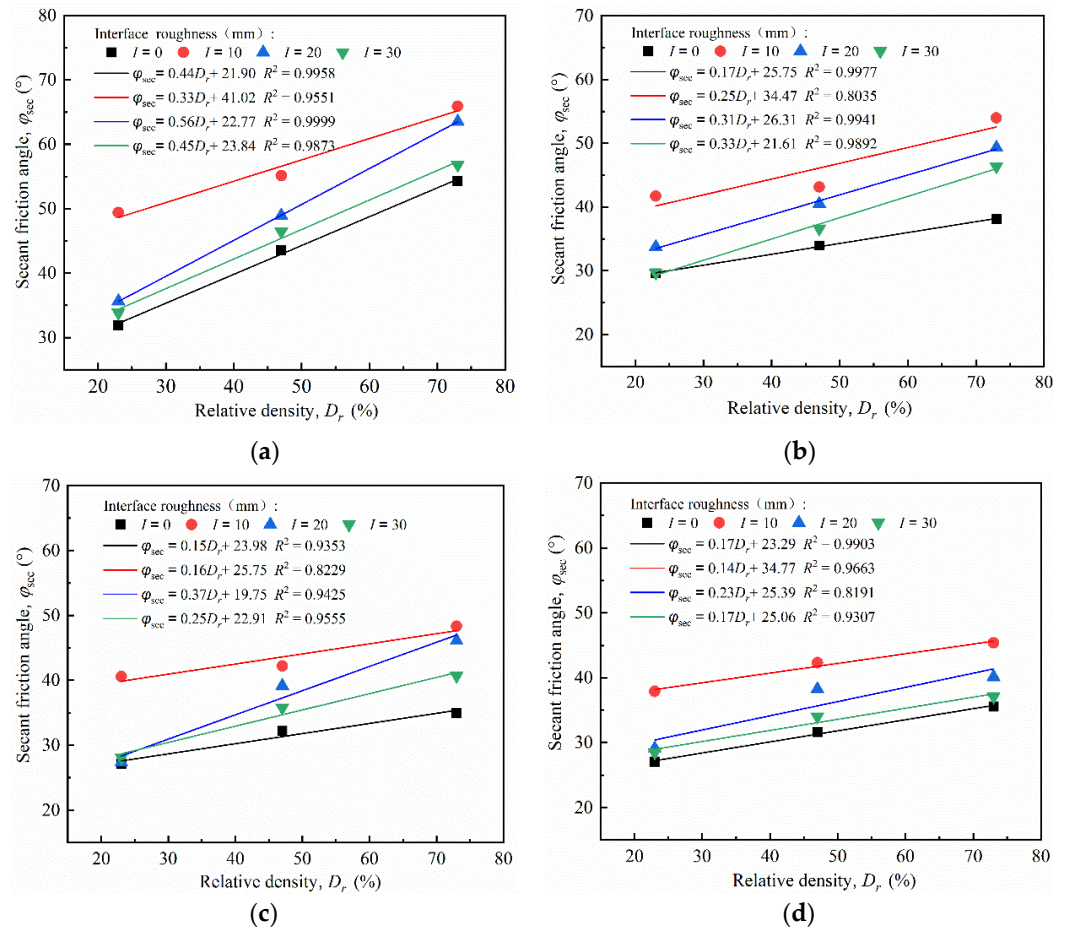 Interface roughness（mm）:
I = 0 I = 10 I = 20 I = 30
φsec = 0.44Dr + 21.90 R² = 0.9958
φsec = 0.33Dr + 41.02 R² = 0.9551
φsec = 0.56Dr + 22.77 R² = 0.9999
φsec = 0.45Dr + 23.84 R² = 0.9873
80
70
60
50
40
30
Secant friction angle, φsec (°)
20 30 40 50 60 70 80
Relative density, Dr (%)
(a)
Interface roughness（mm）:
I = 0 I = 10 I = 20 I = 30
φsec = 0.17Dr + 25.75 R² = 0.9977
φsec = 0.25Dr + 34.47 R² = 0.8035
φsec = 0.31Dr + 26.31 R² = 0.9941
φsec = 0.33Dr + 21.61 R² = 0.9892
70
60
50
40
30
20
Secant friction angle, φsec (°)
20 30 40 50 60 70 80
Relative density, Dr (%)
(b)
Interface roughness（mm）:
I = 0 I = 10 I = 20 I = 30
φsec = 0.15Dr + 23.98 R² = 0.9353
φsec = 0.16Dr + 25.75 R² = 0.8229
φsec = 0.37Dr + 19.75 R² = 0.9425
φsec = 0.25Dr + 22.91 R² = 0.9555
70
60
50
40
30
20
Secant friction angle, φsec (°)
20 30 40 50 60 70 80
Relative density, Dr (%)
(c)
Interface roughness（mm）:
I = 0 I = 10 I = 20 I = 30
φsec = 0.17Dr + 23.29 R² = 0.9903
φsec = 0.14Dr + 34.77 R² = 0.9663
φsec = 0.23Dr + 25.39 R² = 0.8191
φsec = 0.17Dr + 25.06 R² = 0.9307
70
60
50
40
30
20
Secant friction angle, φsec (°)
20 30 40 50 60 70 80
Relative density, Dr (%)
(d)